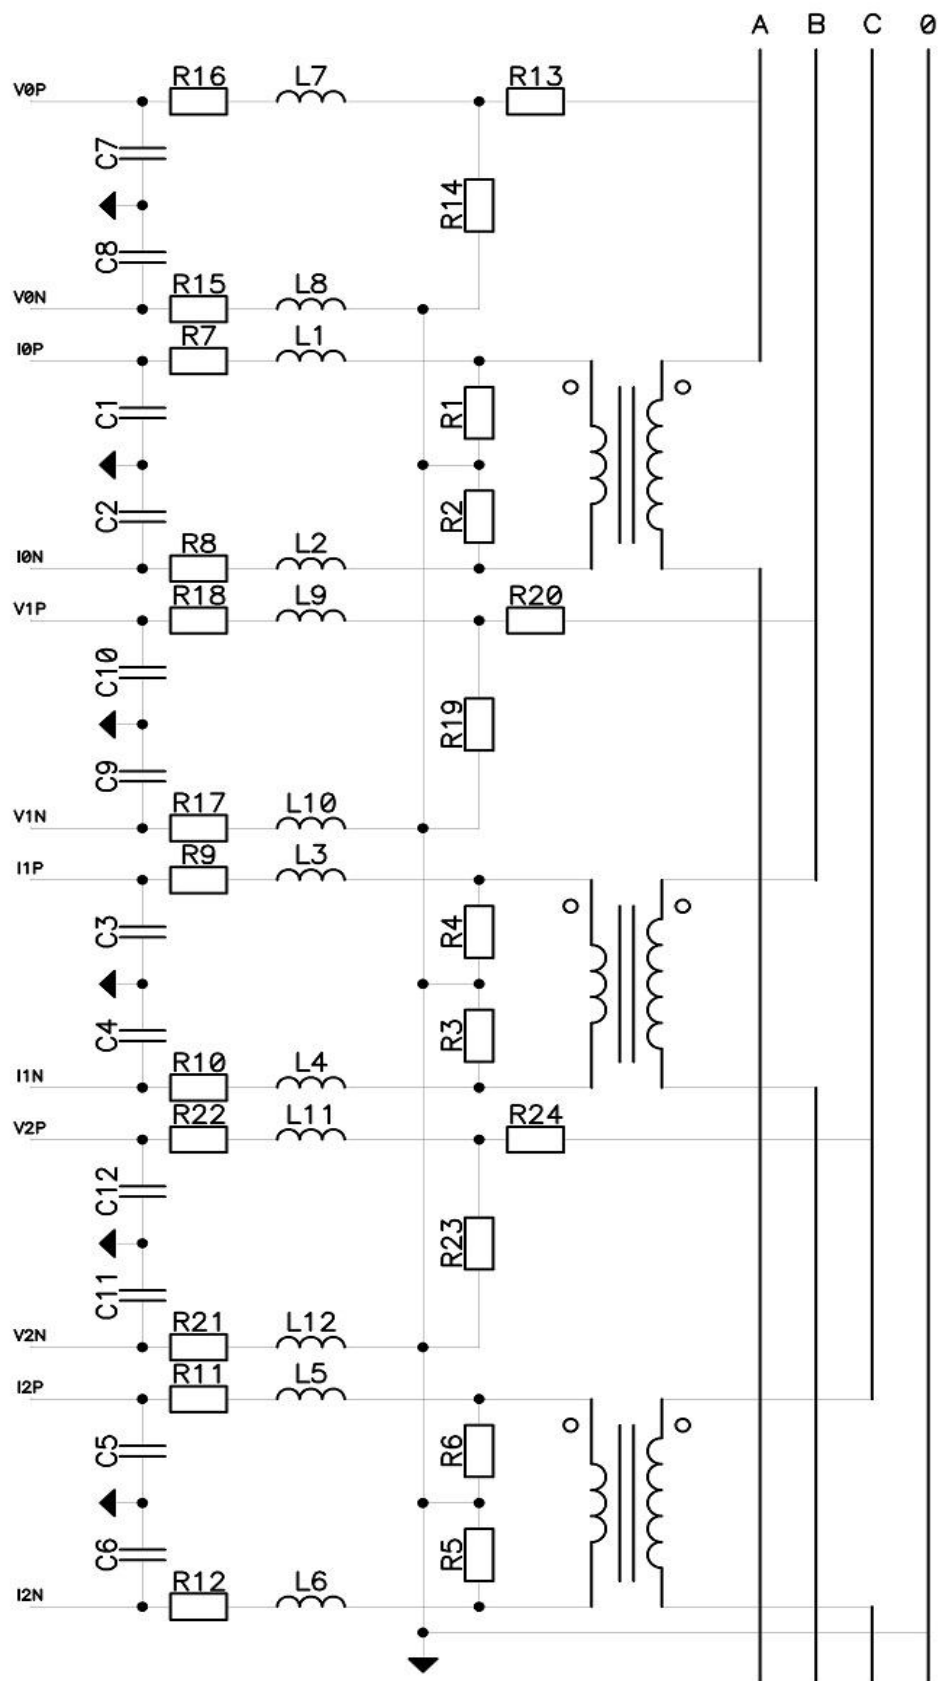 A B C 0
V0P R16 L7 R13
C7
R14
C8
V0N R15 L8
I0P R7 L1
C1 R1
C2 R2
I0N R8 L2
V1P R18 L9 R20
C10
R19
C9
V1N R17 L10
I1P R9 L3
C3 R4
C4 R3
I1N R10 L4
V2P R22 L11 R24
C12
R23
C11
V2N R21 L12
I2P R11 L5
C5 R6
C6 R5
I2N R12 L6